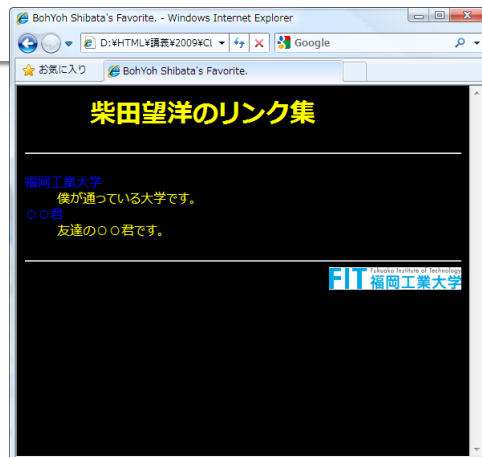 BohYoh Shibata's Favorite. - Windows Internet Explorer
D:¥HTML¥講義¥2009¥Cl
Google
お気に入り
BohYoh Shibata's Favorite.
柴田望洋のリンク集
福岡工業大学
僕が通っている大学です。
○○君
友達の○○君です。
FIT Fukuoka Institute of Technology
福岡工業大学